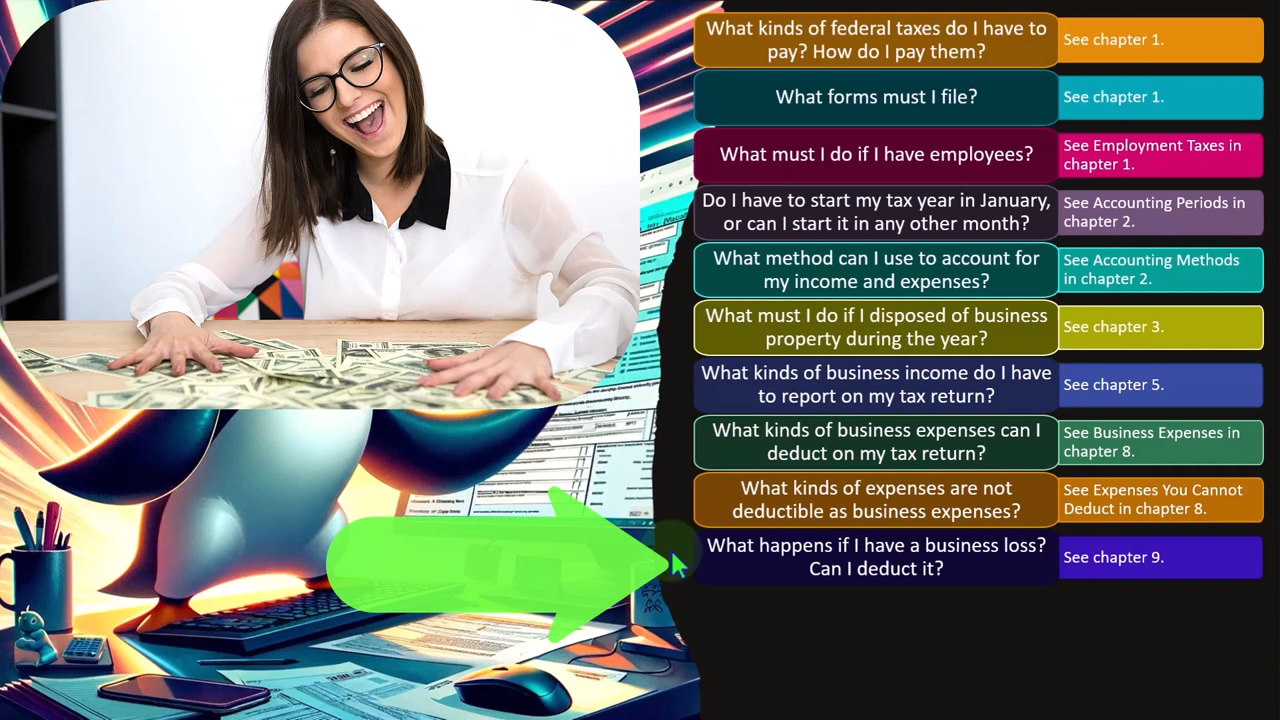 What kinds of federal taxes do I have to
pay? How do I pay them?
See chapter 1.
What forms must I file?
See chapter 1.
What must I do if I have employees?
See Employment Taxes in
chapter 1.
Do I have to start my tax year in January,
or can I start it in any other month?
See Accounting Periods in
chapter 2.
What method can I use to account for
my income and expenses?
See Accounting Methods
in chapter 2.
What must I do if I disposed of business
property during the year?
See chapter 3.
What kinds of business income do I have
to report on my tax return?
See chapter 5.
What kinds of business expenses can I
deduct on my tax return?
See Business Expenses in
chapter 8.
What kinds of expenses are not
deductible as business expenses?
See Expenses You Cannot
Deduct in chapter 8.
What happens if I have a business loss?
Can I deduct it?
See chapter 9.